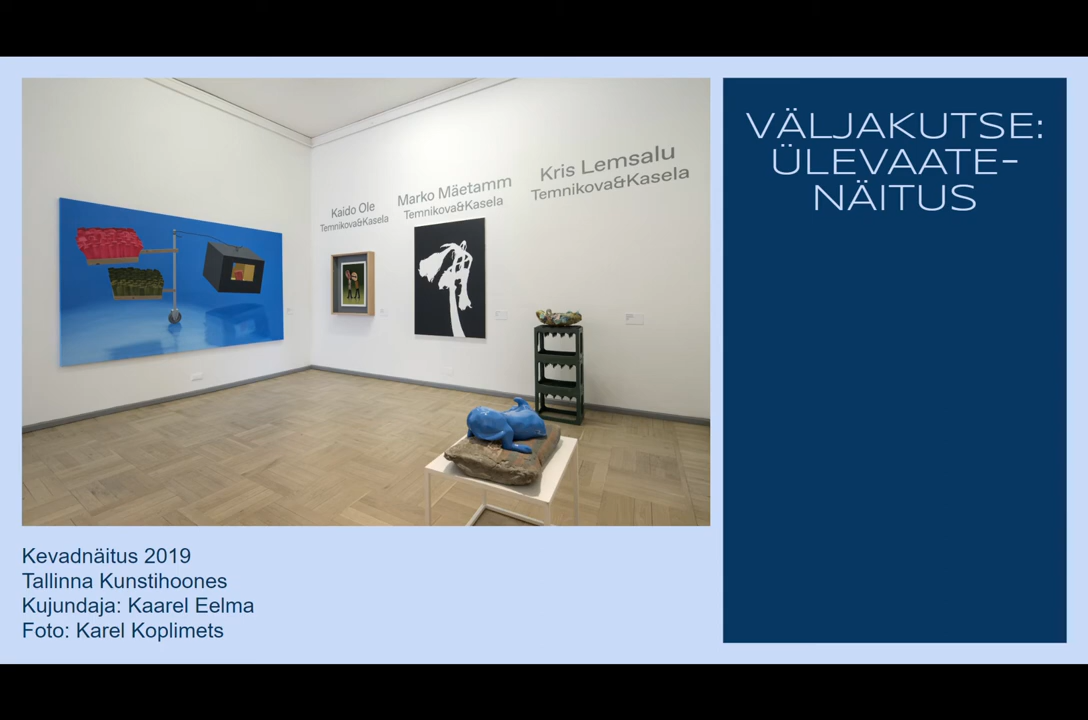 Kaido Ole
Temnikova&Kasela
Marko Mäetamm
Temnikova&Kasela
Kris Lemsalu
Temnikova&Kasela
VÄLJAKUTSE:
ÜLEVAATE-
NÄITUS
Kevadnäitus 2019
Tallinna Kunstihoones
Kujundaja: Kaarel Eelma
Foto: Karel Koplimets